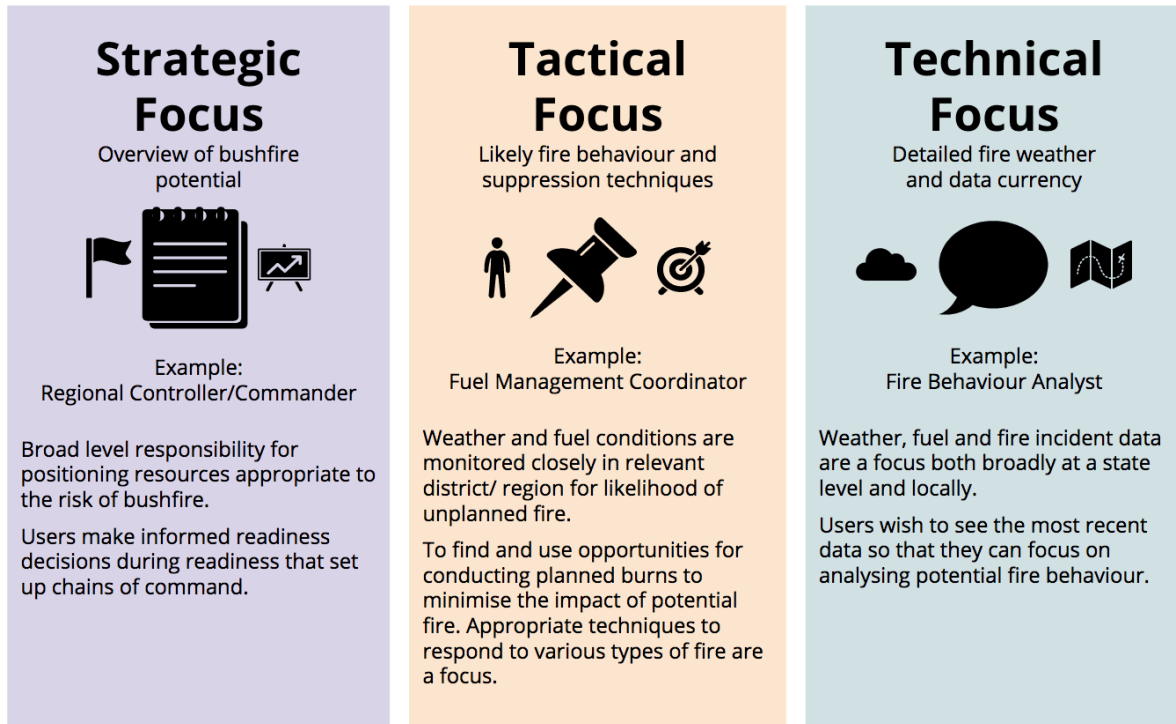 Strategic
Focus
Overview of bushfire
potential
Example:
Regional Controller/Commander
Broad level responsibility for
positioning resources appropriate to
the risk of bushfire.
Users make informed readiness
decisions during readiness that set
up chains of command.
Tactical
Focus
Likely fire behaviour and
suppression techniques
Example:
Fuel Management Coordinator
Weather and fuel conditions are
monitored closely in relevant
district/ region for likelihood of
unplanned fire.
To find and use opportunities for
conducting planned burns to
minimise the impact of potential
fire. Appropriate techniques to
respond to various types of fire are
a focus.
Technical
Focus
Detailed fire weather
and data currency
Example:
Fire Behaviour Analyst
Weather, fuel and fire incident data
are a focus both broadly at a state
level and locally.
Users wish to see the most recent
data so that they can focus on
analysing potential fire behaviour.